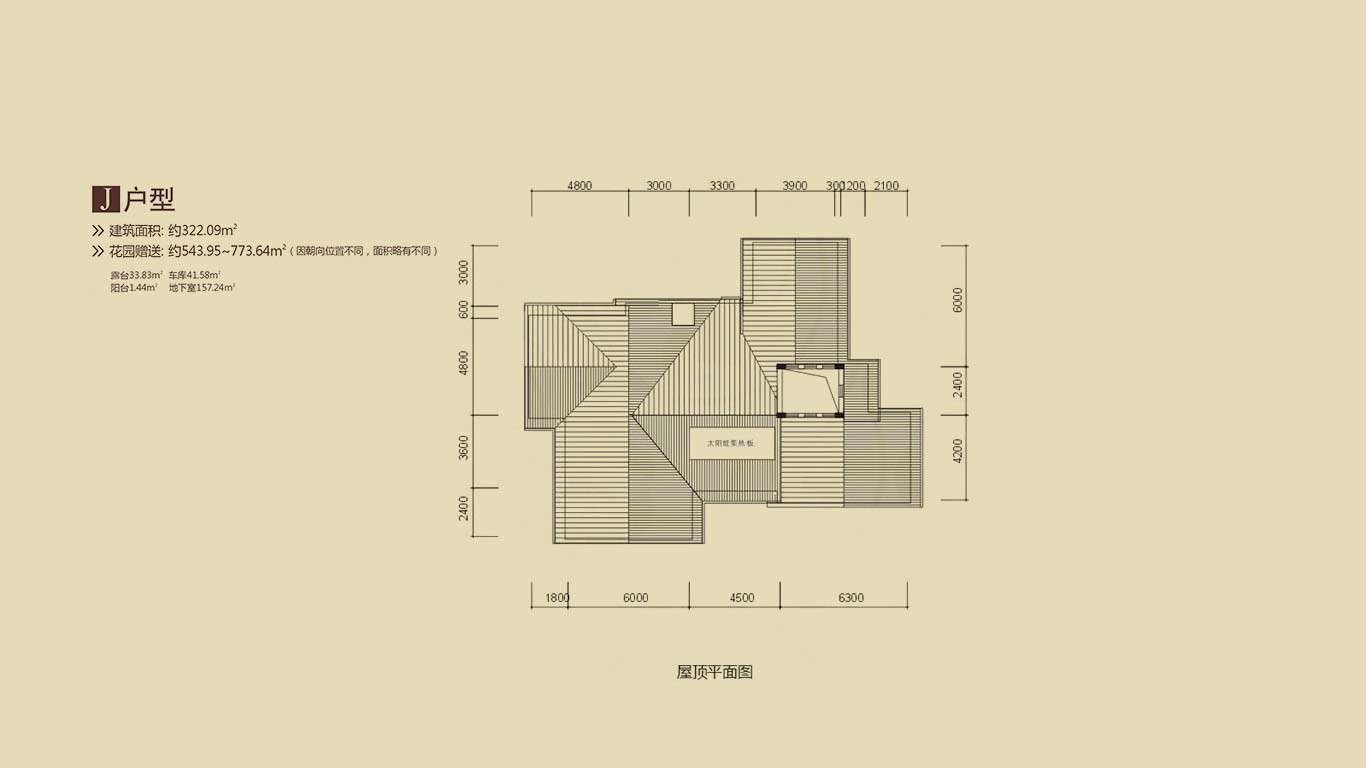 J户型
建筑面积: 约322.09m²
花园赠送: 约543.95~773.64m²（因朝向位置不同，面积略有不同）
露台33.83m² 车库41.58m²
阳台1.44m² 地下室157.24m²
4800 3000 3300 3900 300 1200 2100
3000
600
4800
3600
2400
6000
2400
4200
太阳能集热板
1800 6000 4500 6300
屋顶平面图